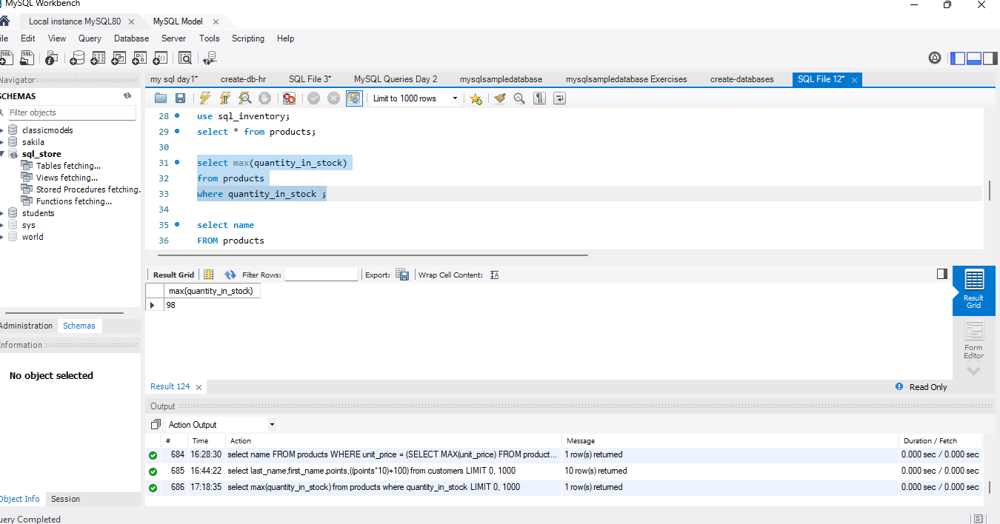 MySQL Workbench
Local instance MySQL80 MySQL Model
ile Edit View Query Database Server Tools Scripting Help
Navigator
my sql day1* create-db-hr SQL File 3* MySQL Queries Day 2 mysqlsampledatabase mysqlsampledatabase Exercises create-databases SQL File 12*
SCHEMAS
Filter objects
classicmodels
sakila
sql_store
Tables fetching...
Views fetching...
Stored Procedures fetching.
Functions fetching...
students
sys
world
Limit to 1000 rows
28 use sql_inventory;
29 select * from products;
30
31 select max(quantity_in_stock)
32 from products
33 where quantity_in_stock ;
34
35 select name
36 FROM products
Result Grid Filter Rows: Export: Wrap Cell Content:
max(quantity_in_stock)
98
Result Grid
Form Editor
Administration Schemas
Information
No object selected
Result 124 Read Only
Output
Action Output
# Time Action Message Duration / Fetch
684 16:28:30 select name FROM products WHERE unit_price = (SELECT MAX(unit_price) FROM product... 1 row(s) returned 0.000 sec / 0.000 sec
685 16:44:22 select last_name,first_name,points,((points*10)+100) from customers LIMIT 0, 1000 10 row(s) returned 0.000 sec / 0.000 sec
686 17:18:35 select max(quantity_in_stock) from products where quantity_in_stock LIMIT 0, 1000 1 row(s) returned 0.000 sec / 0.000 sec
Object Info Session
uery Completed